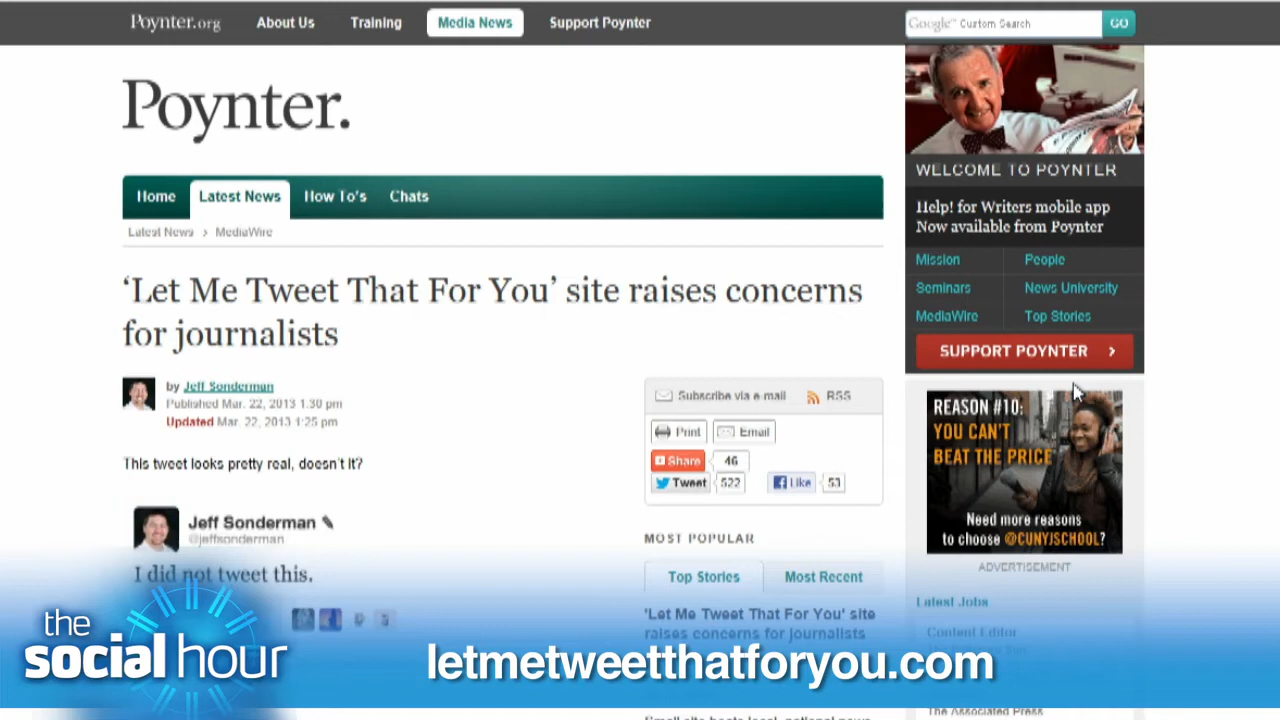 Poynter.org About Us Training Media News Support Poynter
Google™ Custom Search GO
Poynter.
Home Latest News How To's Chats
Latest News > MediaWire
'Let Me Tweet That For You' site raises concerns
for journalists
by Jeff Sonderman
Published Mar. 22, 2013 1:30 pm
Updated Mar. 22, 2013 1:25 pm
This tweet looks pretty real, doesn't it?
Jeff Sonderman
@jeffsonderman
I did not tweet this.
Subscribe via e-mail RSS
Print Email
Share 46
Tweet 522 Like 53
MOST POPULAR
Top Stories Most Recent
'Let Me Tweet That For You' site
raises concerns for journalists
WELCOME TO POYNTER
Help! for Writers mobile app
Now available from Poynter
Mission People
Seminars News University
MediaWire Top Stories
SUPPORT POYNTER >
REASON #10:
YOU CAN'T
BEAT THE PRICE
Need more reasons
to choose @CUNYJSCHOOL?
ADVERTISEMENT
Latest Jobs
Content Editor
The Associated Press
the
social hour
letmetweetthatforyou.com